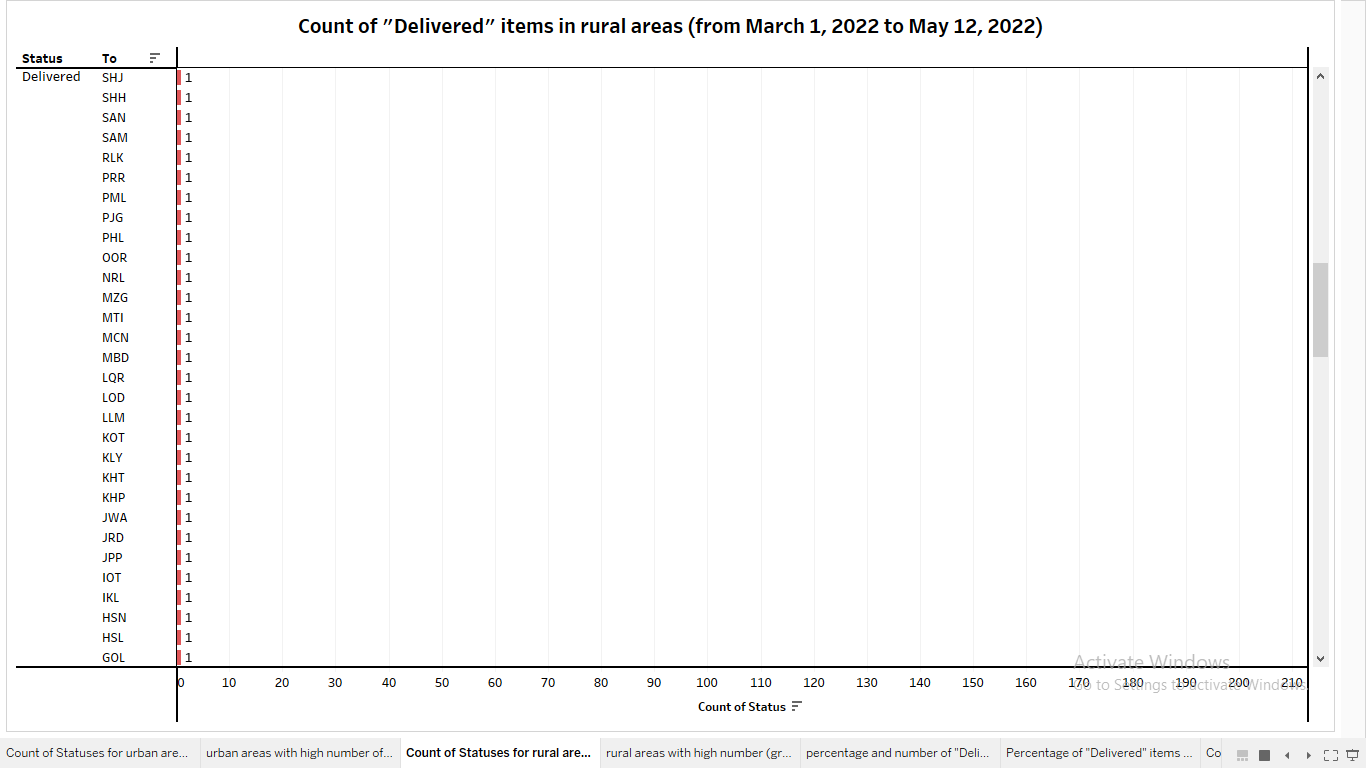 Count of "Delivered" items in rural areas (from March 1, 2022 to May 12, 2022)
Status To
Delivered SHJ 1
SHH 1
SAN 1
SAM 1
RLK 1
PRR 1
PML 1
PJG 1
PHL 1
OOR 1
NRL 1
MZG 1
MTI 1
MCN 1
MBD 1
LQR 1
LOD 1
LLM 1
KOT 1
KLY 1
KHT 1
KHP 1
JWA 1
JRD 1
JPP 1
IOT 1
IKL 1
HSN 1
HSL 1
GOL 1
Activate Windows
0 10 20 30 40 50 60 70 80 90 100 110 120 130 140 150 160 170 180 190 200 210
Go to Settings to activate Windows.
Count of Status
Count of Statuses for urban are... urban areas with high number of... Count of Statuses for rural are... rural areas with high number (gr... percentage and number of "Deli... Percentage of "Delivered" items ... Co